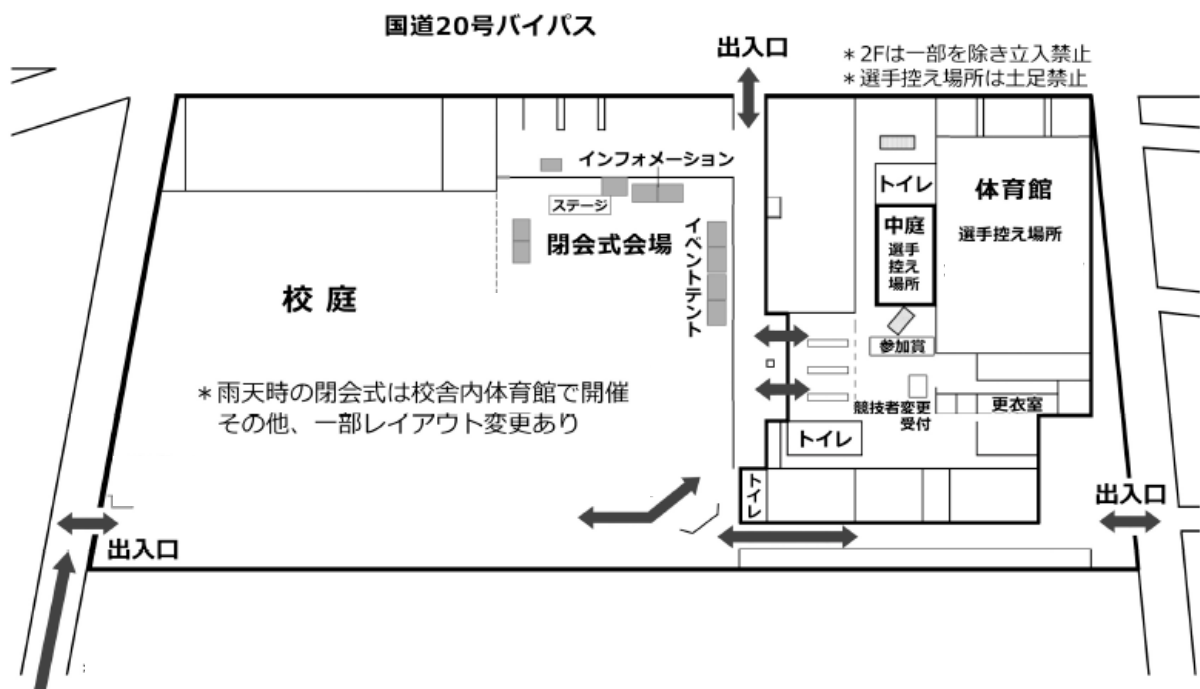 国道20号バイパス
出入口
＊2Fは一部を除き立入禁止
＊選手控え場所は土足禁止
インフォメーション
ステージ
閉会式会場
イベントテント
トイレ
体育館
選手控え場所
中庭
選手
控え
場所
校庭
参加賞
＊雨天時の閉会式は校舎内体育館で開催
その他、一部レイアウト変更あり
競技者変更
受付
更衣室
トイレ
トイレ
出入口
出入口